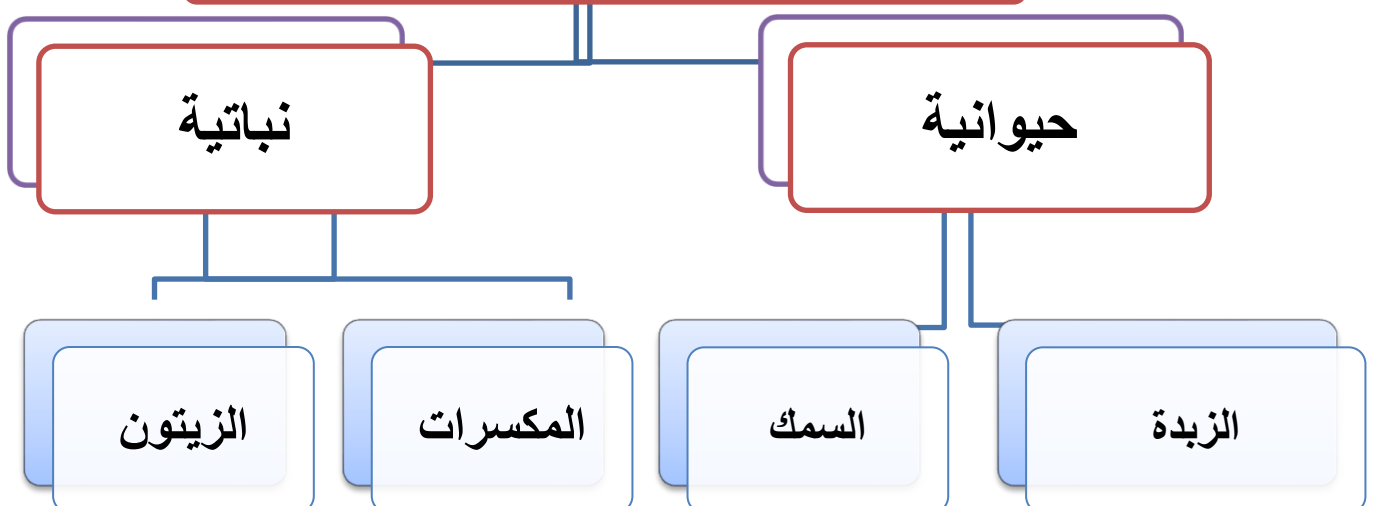 حيوانية
نباتية
الزبدة
السمك
المكسرات
الزيتون